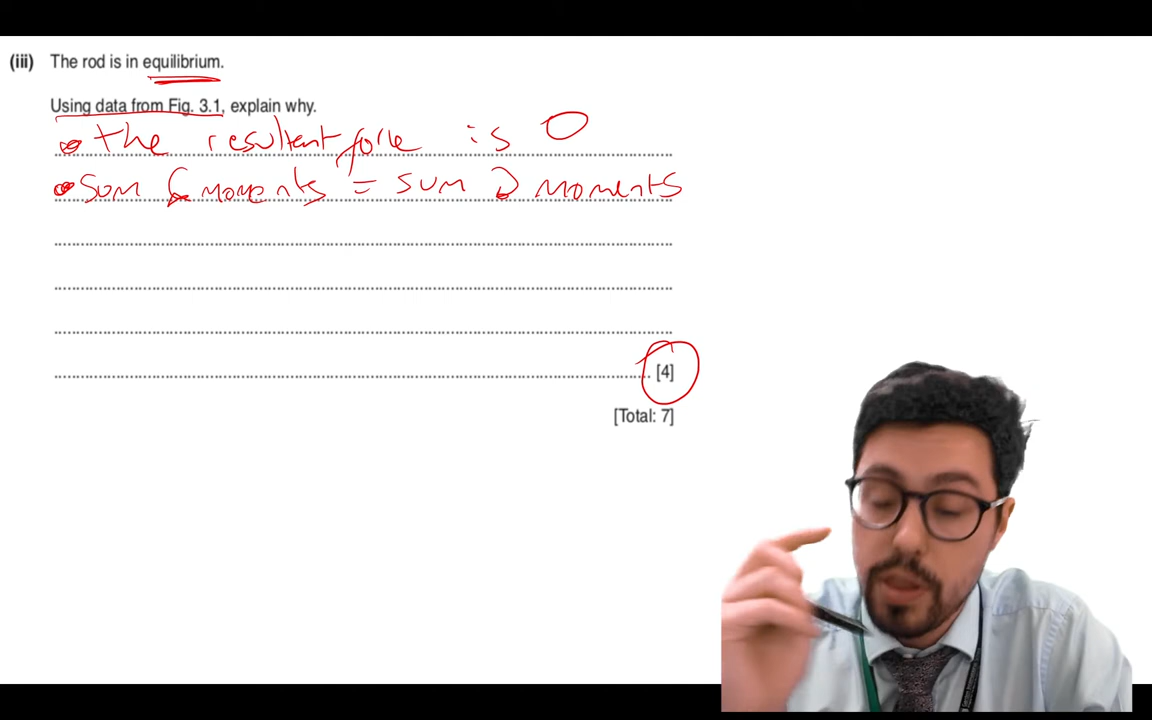 (iii) The rod is in equilibrium.
Using data from Fig. 3.1, explain why.
• the resultent force is 0
• sum ↺ moments = sum ↻ moments
[4]
[Total: 7]